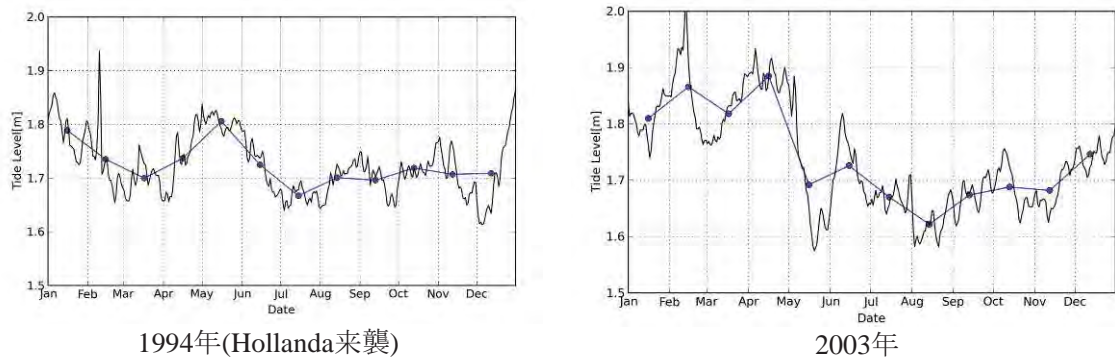 2.0
1.9
1.8
1.7
1.6
1.5
Tide Level[m]
Jan Feb Mar Apr May Jun Jul Aug Sep Oct Nov Dec
Date
1994年(Hollanda来襲)
2.0
1.9
1.8
1.7
1.6
1.5
Tide Level[m]
Jan Feb Mar Apr May Jun Jul Aug Sep Oct Nov Dec
Date
2003年